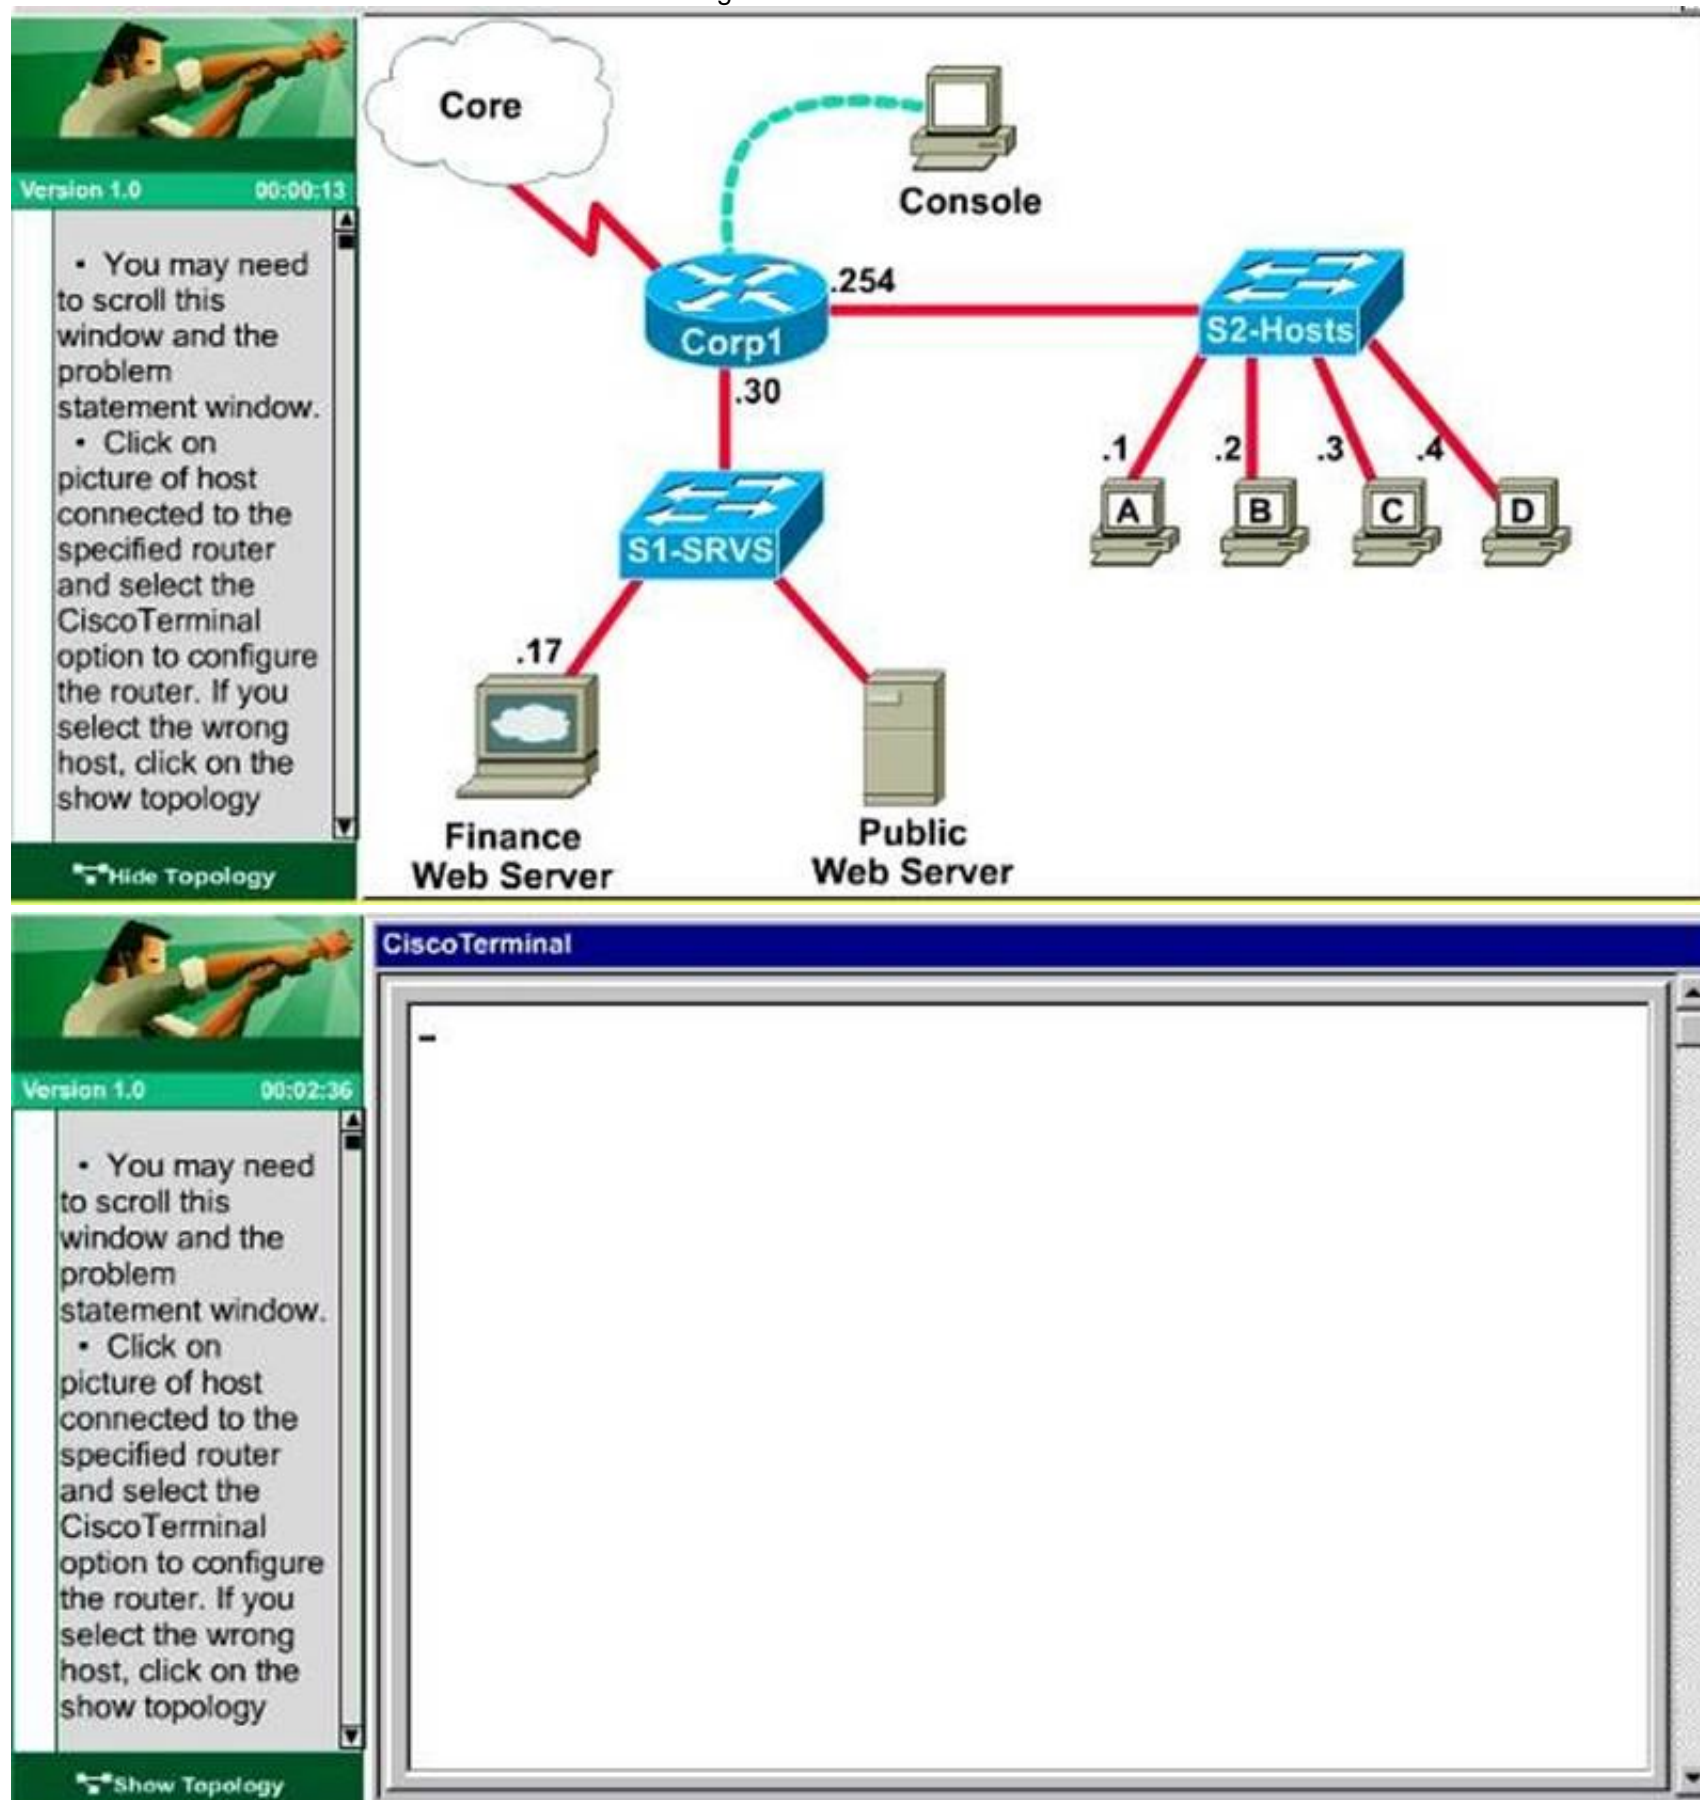 Core
Console
Version 1.0 00:00:13
• You may need
to scroll this
window and the
problem
statement window.
• Click on
picture of host
connected to the
specified router
and select the
CiscoTerminal
option to configure
the router. If you
select the wrong
host, click on the
show topology
Hide Topology
.254
Corp1
S2-Hosts
.30
.1 .2 .3 .4
A B C D
S1-SRVS
.17
Finance
Web Server
Public
Web Server
CiscoTerminal
Version 1.0 00:02:36
• You may need
to scroll this
window and the
problem
statement window.
• Click on
picture of host
connected to the
specified router
and select the
CiscoTerminal
option to configure
the router. If you
select the wrong
host, click on the
show topology
Show Topology